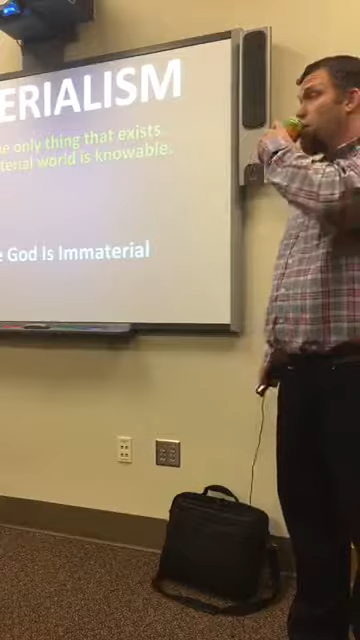 ERIALISM
e only thing that exists.
terial world is knowable.
e God Is Immaterial